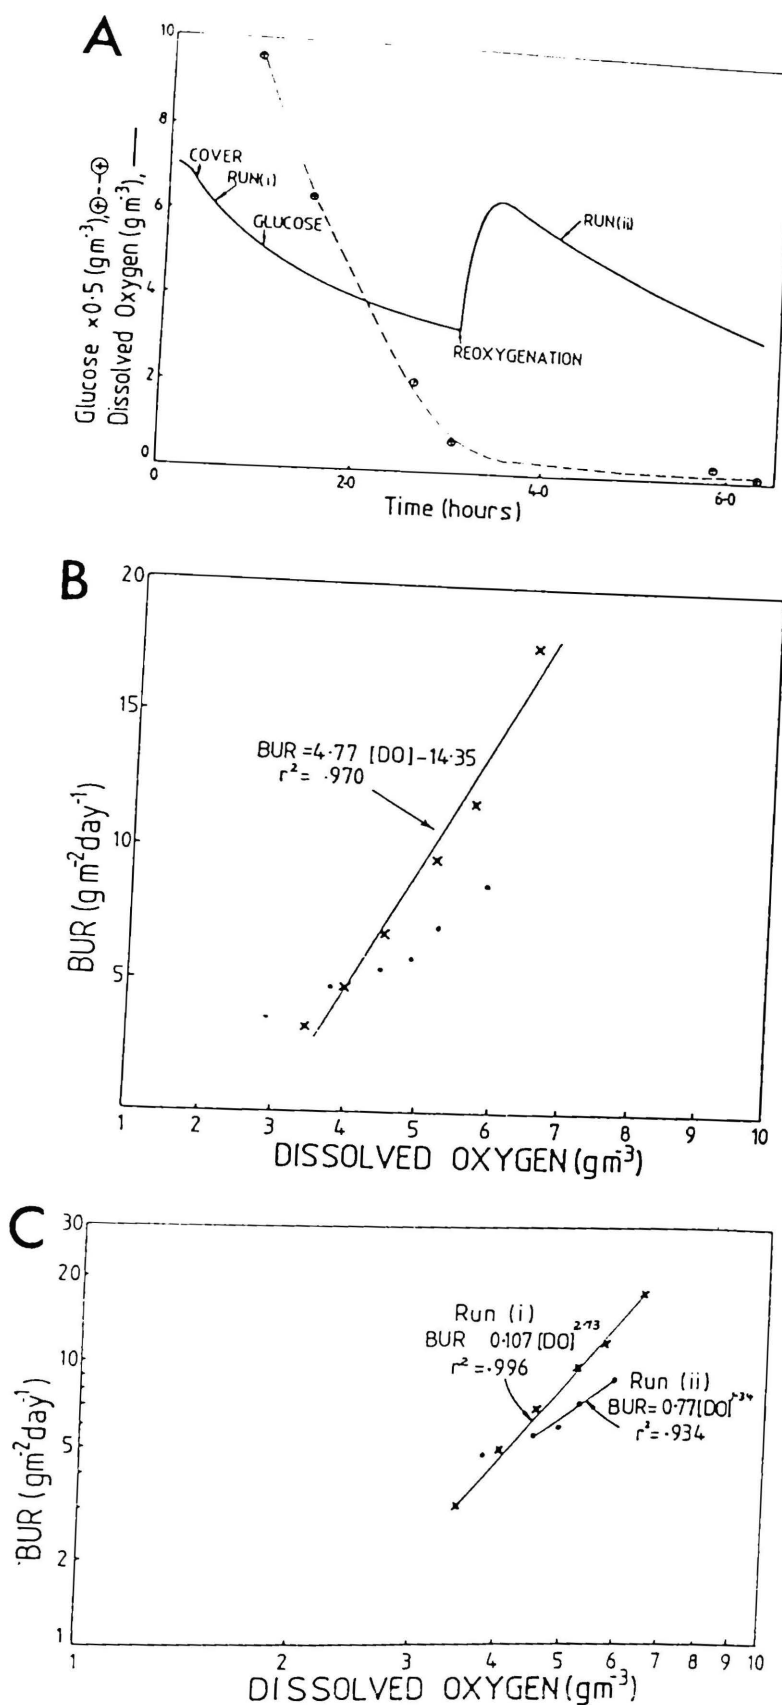 A
10
8
6
4
2
0
Glucose ×0·5 (gm⁻³), ⊕--⊕
Dissolved Oxygen (gm⁻³), —
COVER
RUN(i)
GLUCOSE
REOXYGENATION
RUN(ii)
0 2·0 4·0 6·0
Time (hours)
B
20
15
10
5
BUR (gm⁻²day⁻¹)
BUR =4·77 [DO]-14·35
r² = ·970
1 2 3 4 5 6 7 8 9 10
DISSOLVED OXYGEN (gm⁻³)
C
30
20
10
5
2
1
BUR (gm⁻²day⁻¹)
Run (i)
BUR 0·107 [DO]²·⁷³
r² = ·996
Run (ii)
BUR = 0·77[DO]¹·³⁴
r² = ·934
1 2 3 4 5 6 7 8 9 10
DISSOLVED OXYGEN (gm⁻³)